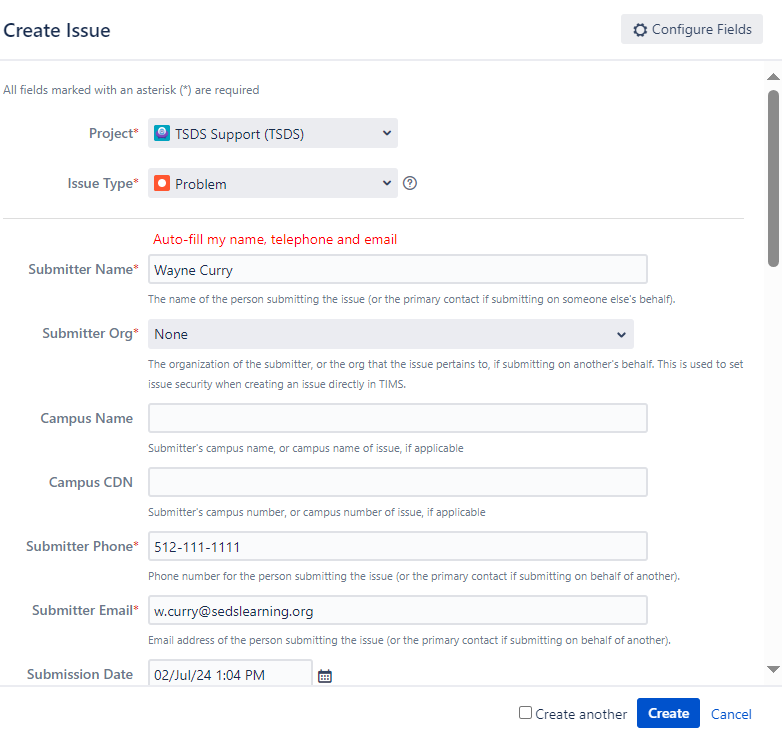 Create Issue
Configure Fields
All fields marked with an asterisk (*) are required
Project*
TSDS Support (TSDS)
Issue Type*
Problem
Auto-fill my name, telephone and email
Submitter Name*
Wayne Curry
The name of the person submitting the issue (or the primary contact if submitting on someone else's behalf).
Submitter Org*
None
The organization of the submitter, or the org that the issue pertains to, if submitting on another's behalf. This is used to set
issue security when creating an issue directly in TIMS.
Campus Name
Submitter's campus name, or campus name of issue, if applicable
Campus CDN
Submitter's campus number, or campus number of issue, if applicable
Submitter Phone*
512-111-1111
Phone number for the person submitting the issue (or the primary contact if submitting on behalf of another).
Submitter Email*
w.curry@sedslearning.org
Email address of the person submitting the issue (or the primary contact if submitting on behalf of another).
Submission Date
02/Jul/24 1:04 PM
Create another
Create
Cancel